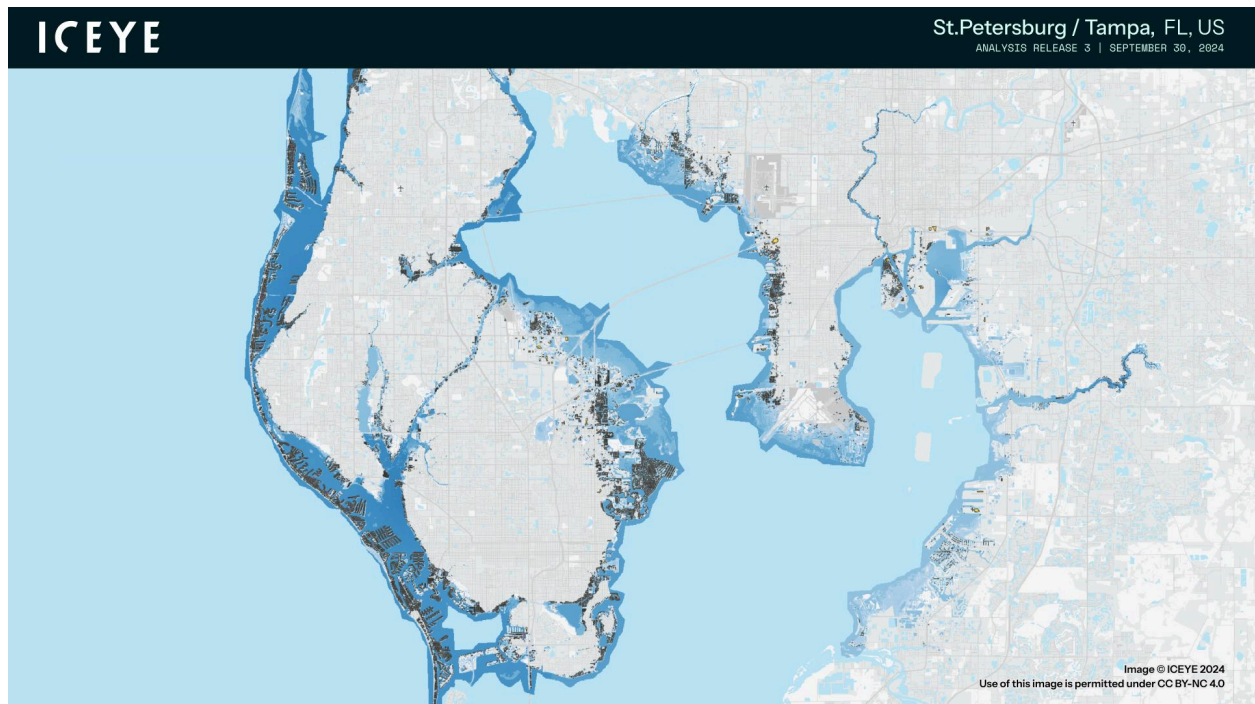 ICEYE
St.Petersburg / Tampa, FL, US
ANALYSIS RELEASE 3 | SEPTEMBER 30, 2024
Image © ICEYE 2024
Use of this image is permitted under CC BY-NC 4.0